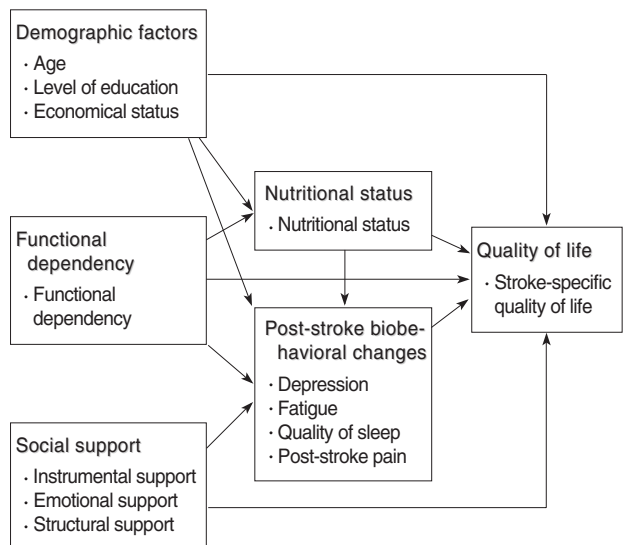 Demographic factors
· Age
· Level of education
· Economical status
Nutritional status
· Nutritional status
Functional
dependency
· Functional
dependency
Quality of life
· Stroke-specific
quality of life
Post-stroke biobe-
havioral changes
· Depression
· Fatigue
· Quality of sleep
· Post-stroke pain
Social support
· Instrumental support
· Emotional support
· Structural support